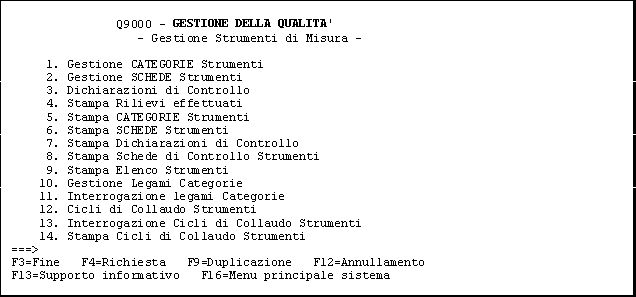 Q9000 - GESTIONE DELLA QUALITA'
- Gestione Strumenti di Misura -
1. Gestione CATEGORIE Strumenti
2. Gestione SCHEDE Strumenti
3. Dichiarazioni di Controllo
4. Stampa Rilievi effettuati
5. Stampa CATEGORIE Strumenti
6. Stampa SCHEDE Strumenti
7. Stampa Dichiarazioni di Controllo
8. Stampa Schede di Controllo Strumenti
9. Stampa Elenco Strumenti
10. Gestione Legami Categorie
11. Interrogazione legami Categorie
12. Cicli di Collaudo Strumenti
13. Interrogazione Cicli di Collaudo Strumenti
14. Stampa Cicli di Collaudo Strumenti
===>
F3=Fine F4=Richiesta F9=Duplicazione F12=Annullamento
F13=Supporto informativo F16=Menu principale sistema